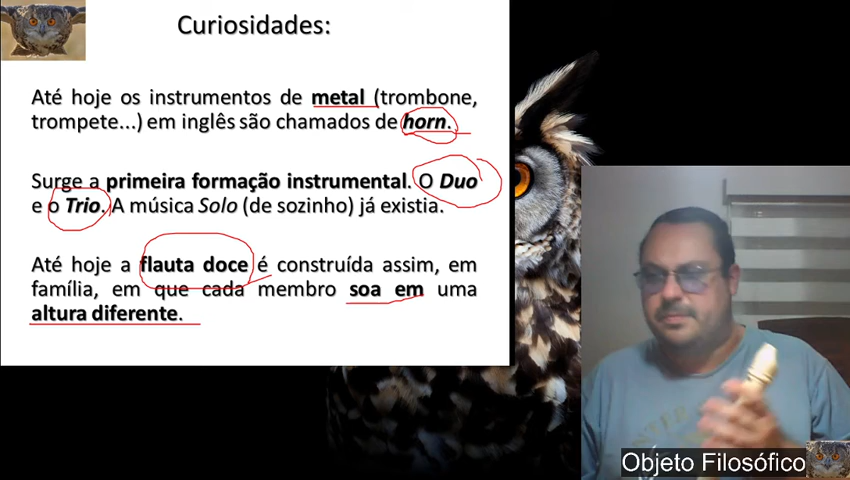 Curiosidades:
Até hoje os instrumentos de metal (trombone,
trompete...) em inglês são chamados de horn.
Surge a primeira formação instrumental. O Duo
e o Trio. A música Solo (de sozinho) já existia.
Até hoje a flauta doce é construída assim, em
família, em que cada membro soa em uma
altura diferente.
Objeto Filosófico